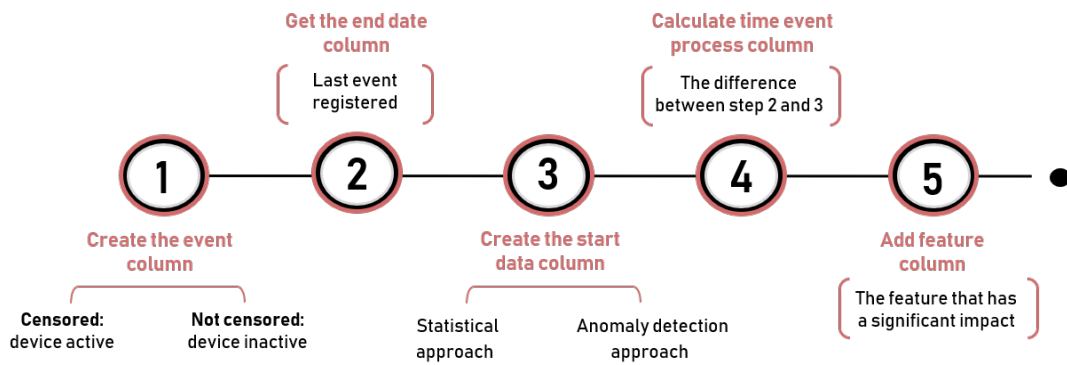 Get the end date
column
Last event
registered
Calculate time event
process column
The difference
between step 2 and 3
1
2
3
4
5
Create the event
column
Censored:
device active
Not censored:
device inactive
Create the start
data column
Statistical
approach
Anomaly detection
approach
Add feature
column
The feature that has
a significant impact